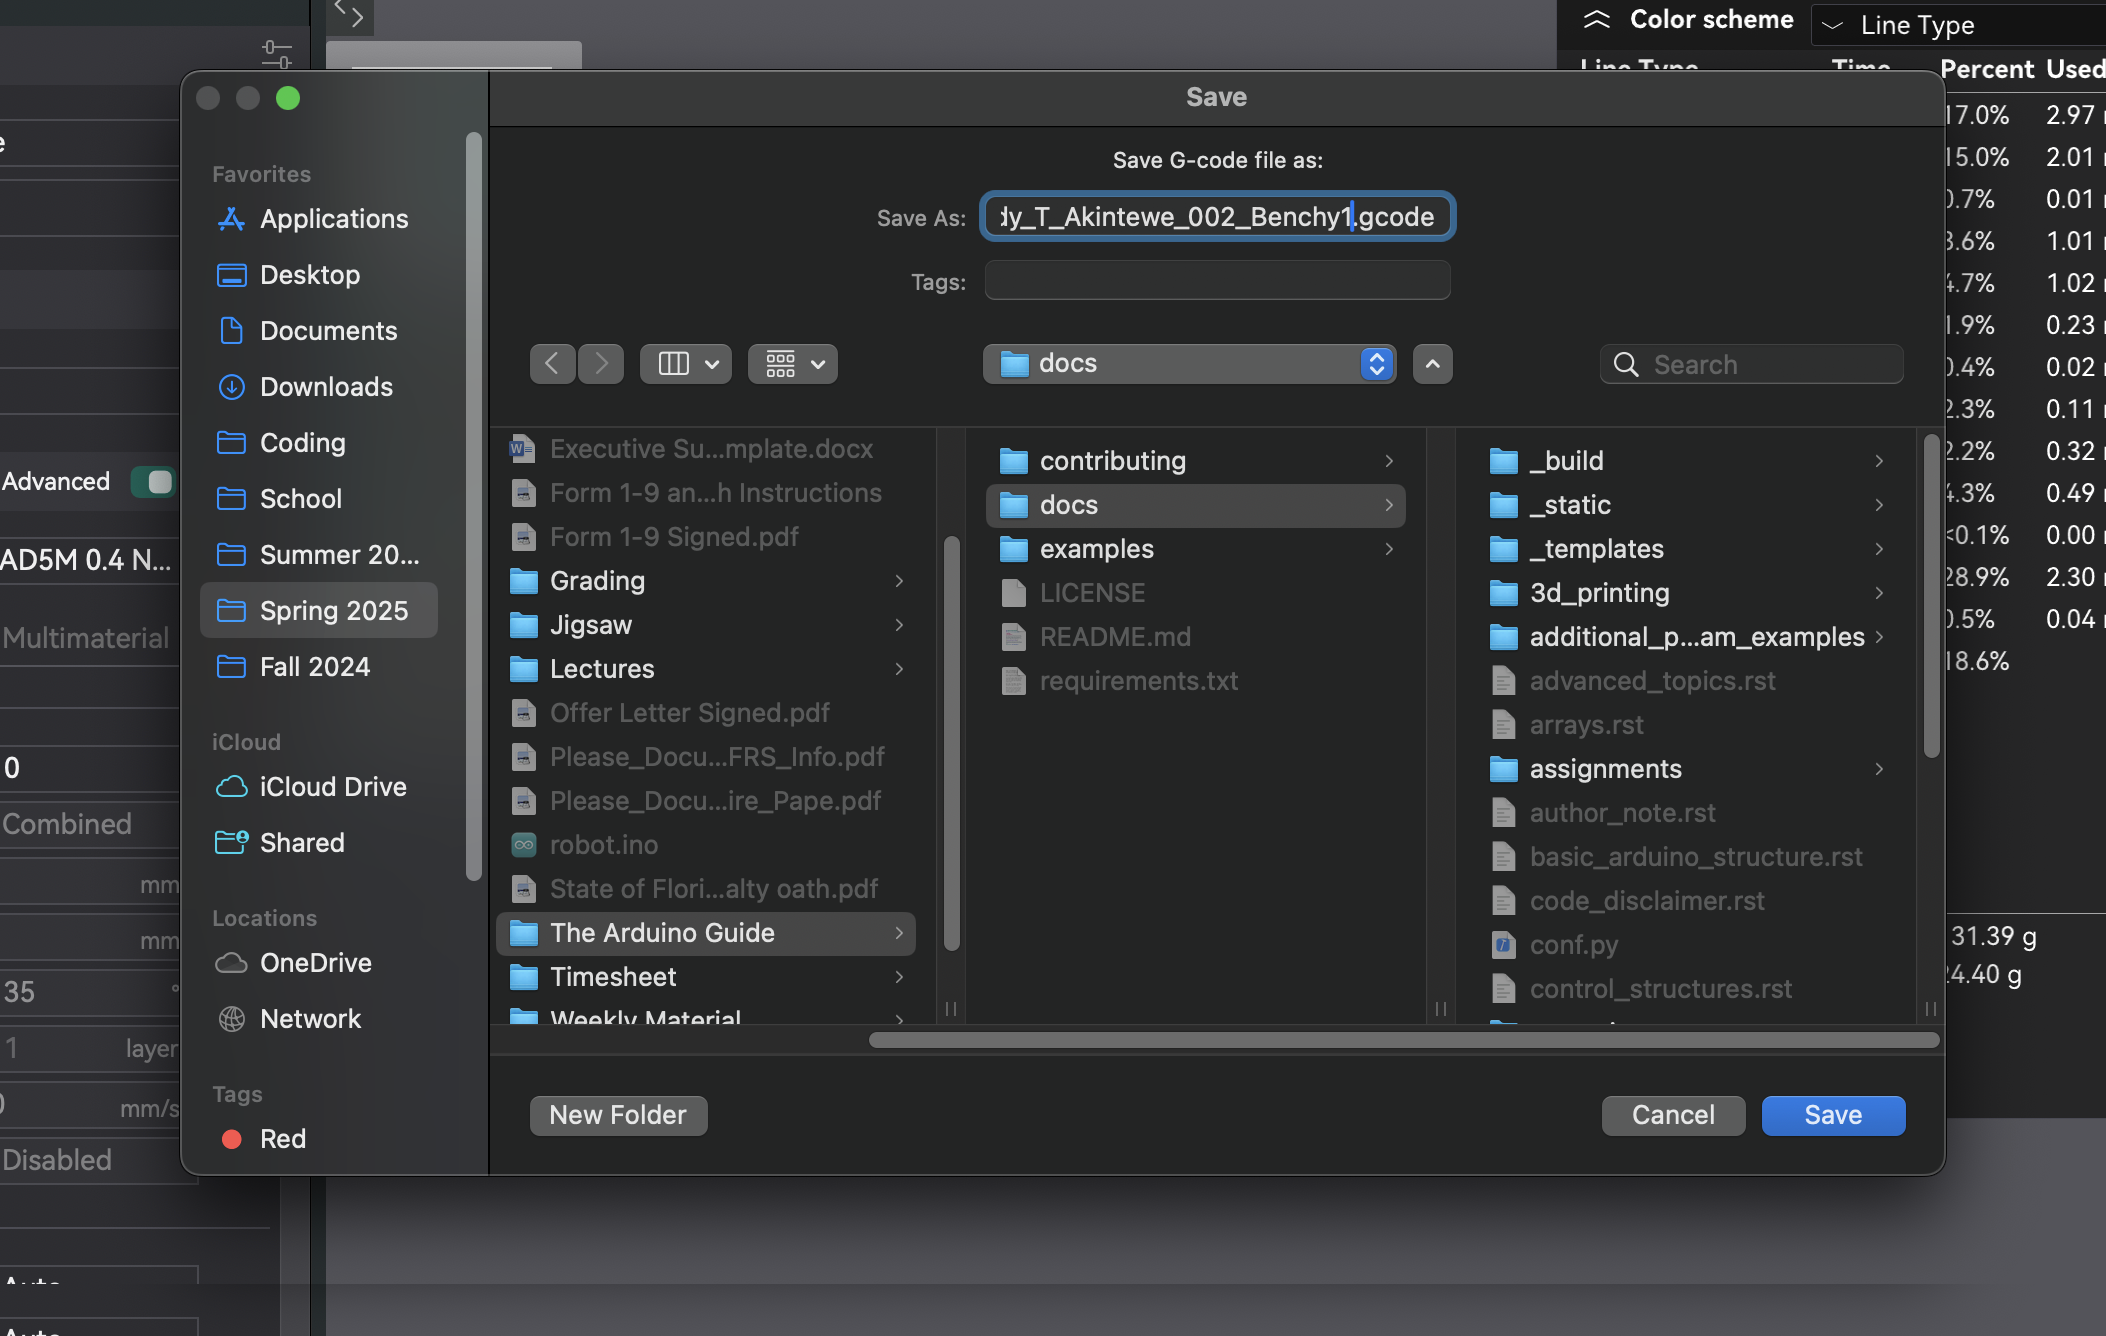 Color scheme
Line Type
Line Type Time Percent Used
Save
Save G-code file as:
Save As: dy_T_Akintewe_002_Benchy1.gcode
Tags:
docs
Search
Favorites
Applications
Desktop
Documents
Downloads
Coding
School
Summer 20...
Spring 2025
Fall 2024
iCloud
iCloud Drive
Shared
Locations
OneDrive
Network
Tags
Red
Executive Su...mplate.docx
Form 1-9 an...h Instructions
Form 1-9 Signed.pdf
Grading
Jigsaw
Lectures
Offer Letter Signed.pdf
Please_Docu...FRS_Info.pdf
Please_Docu...ire_Pape.pdf
robot.ino
State of Flori...alty oath.pdf
The Arduino Guide
Timesheet
Weekly Material
contributing
docs
examples
LICENSE
README.md
requirements.txt
_build
_static
_templates
3d_printing
additional_p...am_examples
advanced_topics.rst
arrays.rst
assignments
author_note.rst
basic_arduino_structure.rst
code_disclaimer.rst
conf.py
control_structures.rst
New Folder
Cancel
Save
Advanced
AD5M 0.4 N...
Multimaterial
0
Combined
mm
mm
35 °
1 layer
mm/s
Disabled
Auto
Auto
17.0% 2.97
15.0% 2.01
0.7% 0.01
3.6% 1.01
4.7% 1.02
1.9% 0.23
0.4% 0.02
2.3% 0.11
2.2% 0.32
4.3% 0.49
<0.1% 0.00
28.9% 2.30
0.5% 0.04
18.6%
31.39 g
24.40 g